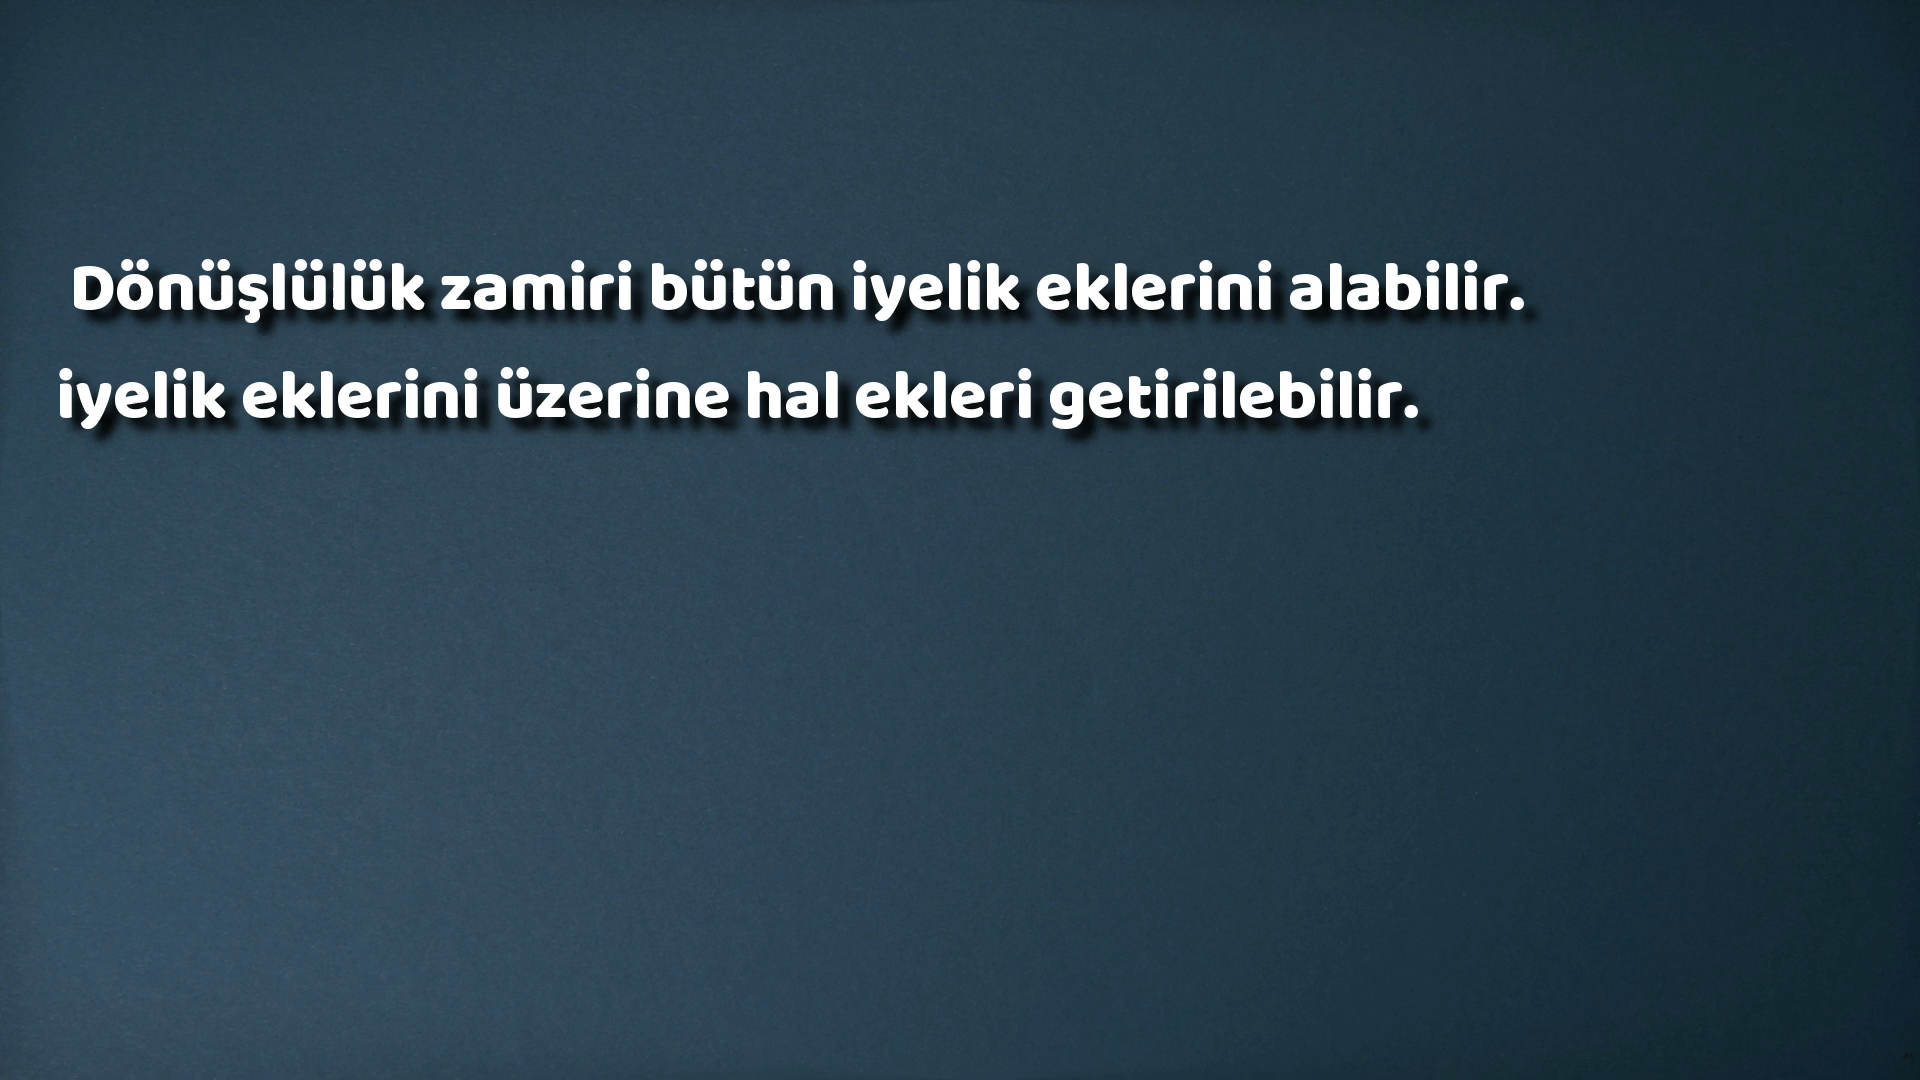 Dönüşlülük zamiri bütün iyelik eklerini alabilir.
iyelik eklerini üzerine hal ekleri getirilebilir.